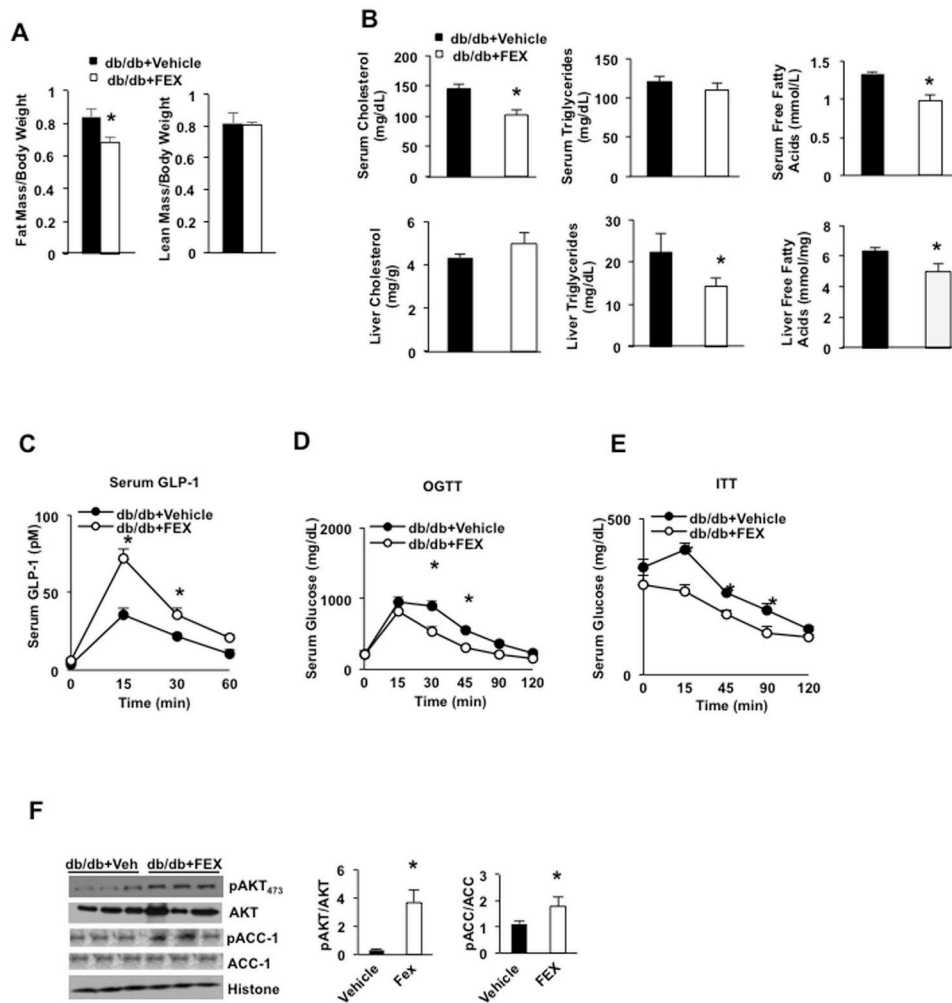 A
db/db+Vehicle
db/db+FEX
Fat Mass/Body Weight
1
0.8
0.6
0.4
0.2
0
*
Lean Mass/Body Weight
1
0.8
0.6
0.4
0.2
0
B
db/db+Vehicle
db/db+FEX
Serum Cholesterol
(mg/dL)
200
150
100
50
0
*
Serum Triglycerides
(mg/dL)
150
100
50
0
Serum Free Fatty
Acids (mmol/L)
1.5
1
0.5
0
*
Liver Cholesterol
(mg/g)
6
4
2
0
Liver Triglycerides
(mg/dL)
30
20
10
0
*
Liver Free Fatty
Acids (mmol/mg)
8
6
4
2
0
*
C
Serum GLP-1
db/db+Vehicle
db/db+FEX
Serum GLP-1 (pM)
100
50
0
*
*
0 15 30 60
Time (min)
D
OGTT
db/db+Vehicle
db/db+FEX
Serum Glucose (mg/dL)
2000
1000
0
*
*
0 15 30 45 90 120
Time (min)
E
ITT
db/db+Vehicle
db/db+FEX
Serum Glucose (mg/dL)
500
0
*
*
*
0 15 45 90 120
Time (min)
F
db/db+Veh db/db+FEX
pAKT473
AKT
pACC-1
ACC-1
Histone
pAKT/AKT
6
4
2
0
*
Vehicle
Fex
pACC/ACC
3
2
1
0
*
Vehicle
FEX